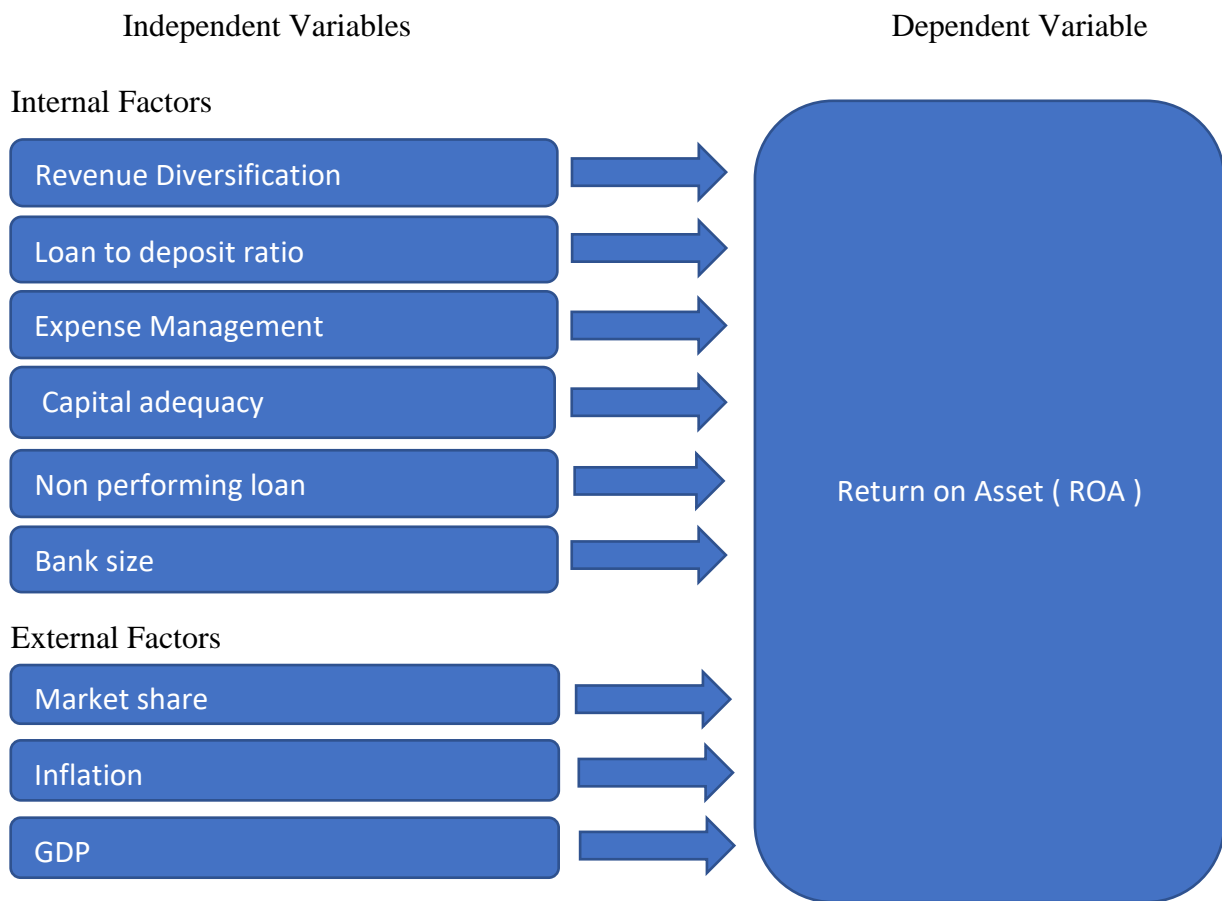 Independent Variables
Dependent Variable
Internal Factors
Revenue Diversification
Loan to deposit ratio
Expense Management
Capital adequacy
Non performing loan
Bank size
Return on Asset ( ROA )
External Factors
Market share
Inflation
GDP